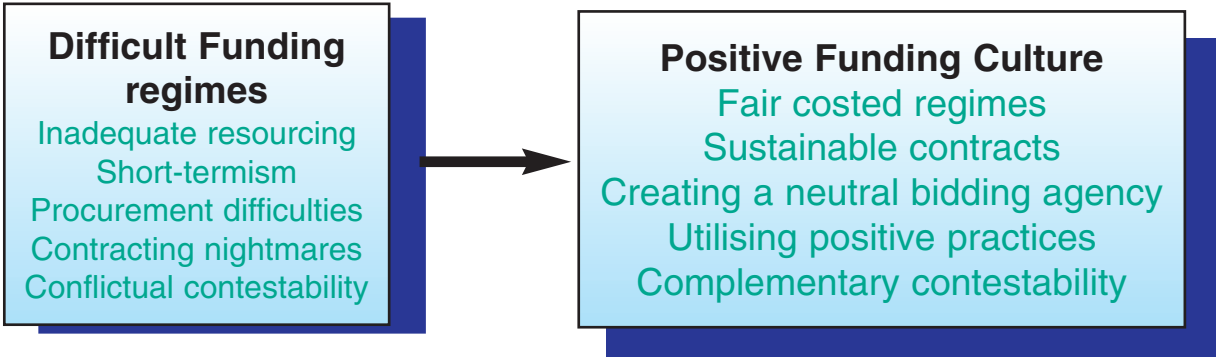 Difficult Funding
regimes
Inadequate resourcing
Short-termism
Procurement difficulties
Contracting nightmares
Conflictual contestability
Positive Funding Culture
Fair costed regimes
Sustainable contracts
Creating a neutral bidding agency
Utilising positive practices
Complementary contestability